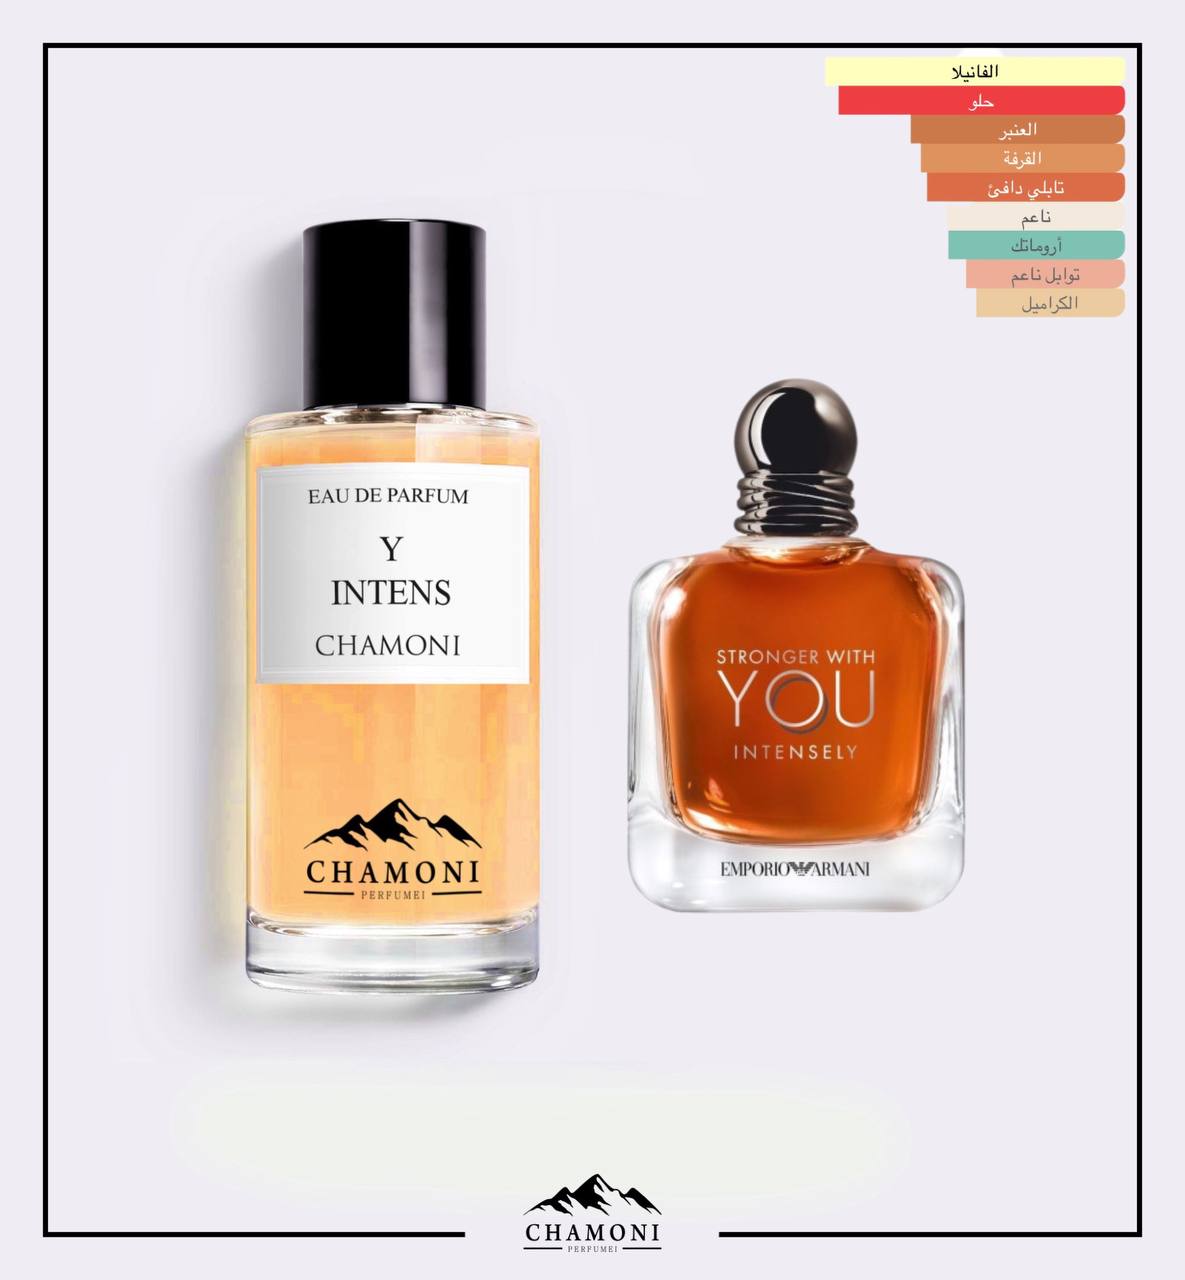 الفانيلا
حلو
العنبر
القرفة
تابلي دافئ
ناعم
أروماتك
توابل ناعم
الكراميل
EAU DE PARFUM
Y
INTENS
CHAMONI
CHAMONI
PERFUMEI
STRONGER WITH
YOU
INTENSELY
EMPORIO ARMANI
CHAMONI
PERFUMEI